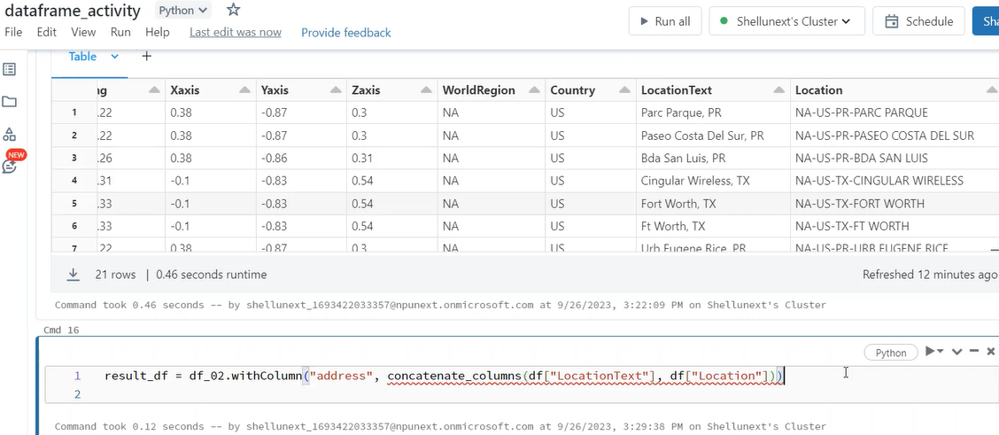 dataframe_activity Python
Run all Shellunext's Cluster Schedule Sha
File Edit View Run Help Last edit was now Provide feedback
Table +
ng Xaxis Yaxis Zaxis WorldRegion Country LocationText Location
1 .22 0.38 -0.87 0.3 NA US Parc Parque, PR NA-US-PR-PARC PARQUE
2 .22 0.38 -0.87 0.3 NA US Paseo Costa Del Sur, PR NA-US-PR-PASEO COSTA DEL SUR
3 .26 0.38 -0.86 0.31 NA US Bda San Luis, PR NA-US-PR-BDA SAN LUIS
4 .31 -0.1 -0.83 0.54 NA US Cingular Wireless, TX NA-US-TX-CINGULAR WIRELESS
5 .33 -0.1 -0.83 0.54 NA US Fort Worth, TX NA-US-TX-FORT WORTH
6 .33 -0.1 -0.83 0.54 NA US Ft Worth, TX NA-US-TX-FT WORTH
7 .22 0.38 -0.87 0.3 NA US Urb Eugene Rice, PR NA-US-PR-URB EUGENE RICE
NEW
21 rows | 0.46 seconds runtime Refreshed 12 minutes ago
Command took 0.46 seconds -- by shellunext_1693422033357@npunext.onmicrosoft.com at 9/26/2023, 3:22:09 PM on Shellunext's Cluster
Cmd 16
Python
1 result_df = df_02.withColumn("address", concatenate_columns(df["LocationText"], df["Location"]))
2
Command took 0.12 seconds -- by shellunext_1693422033357@npunext.onmicrosoft.com at 9/26/2023, 3:29:38 PM on Shellunext's Cluster